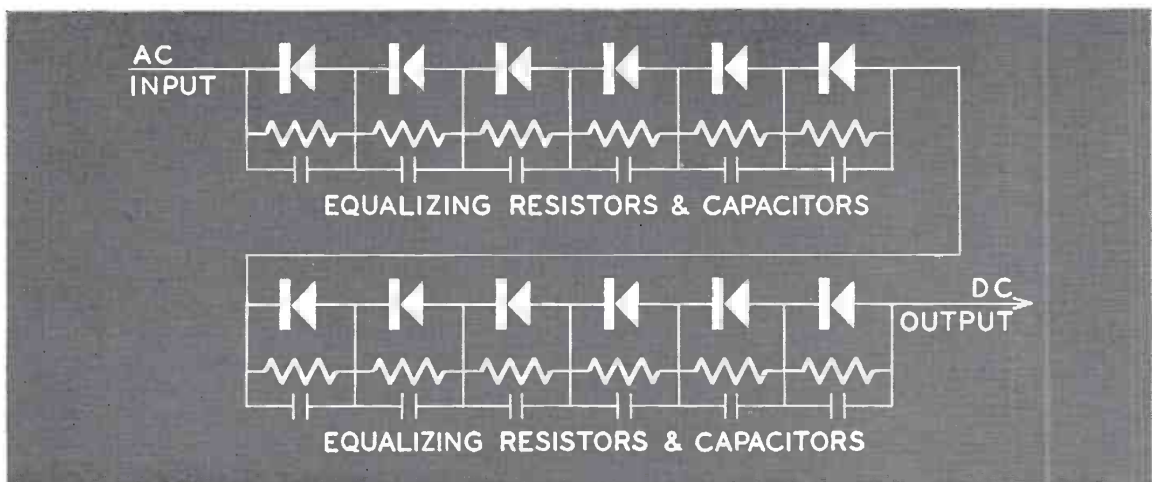 AC
INPUT
EQUALIZING RESISTORS & CAPACITORS
DC
OUTPUT
EQUALIZING RESISTORS & CAPACITORS